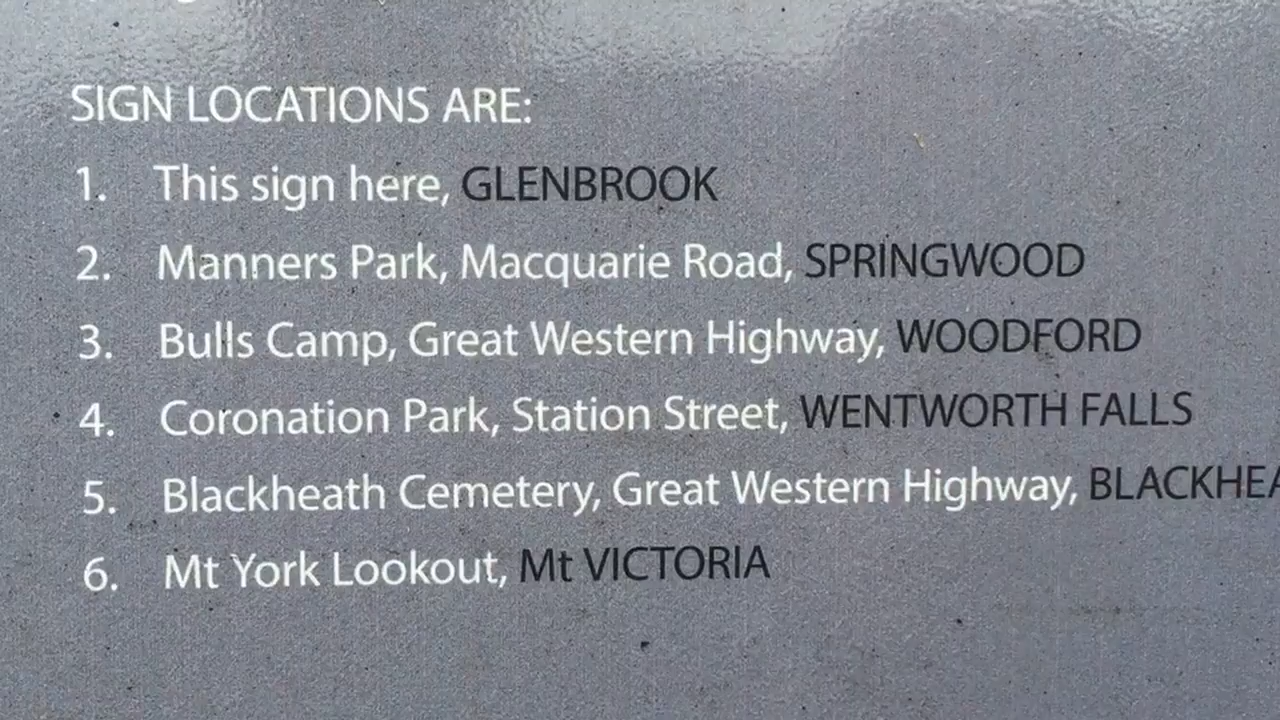 SIGN LOCATIONS ARE:
1. This sign here, GLENBROOK
2. Manners Park, Macquarie Road, SPRINGWOOD
3. Bulls Camp, Great Western Highway, WOODFORD
4. Coronation Park, Station Street, WENTWORTH FALLS
5. Blackheath Cemetery, Great Western Highway, BLACKHEA
6. Mt York Lookout, Mt VICTORIA